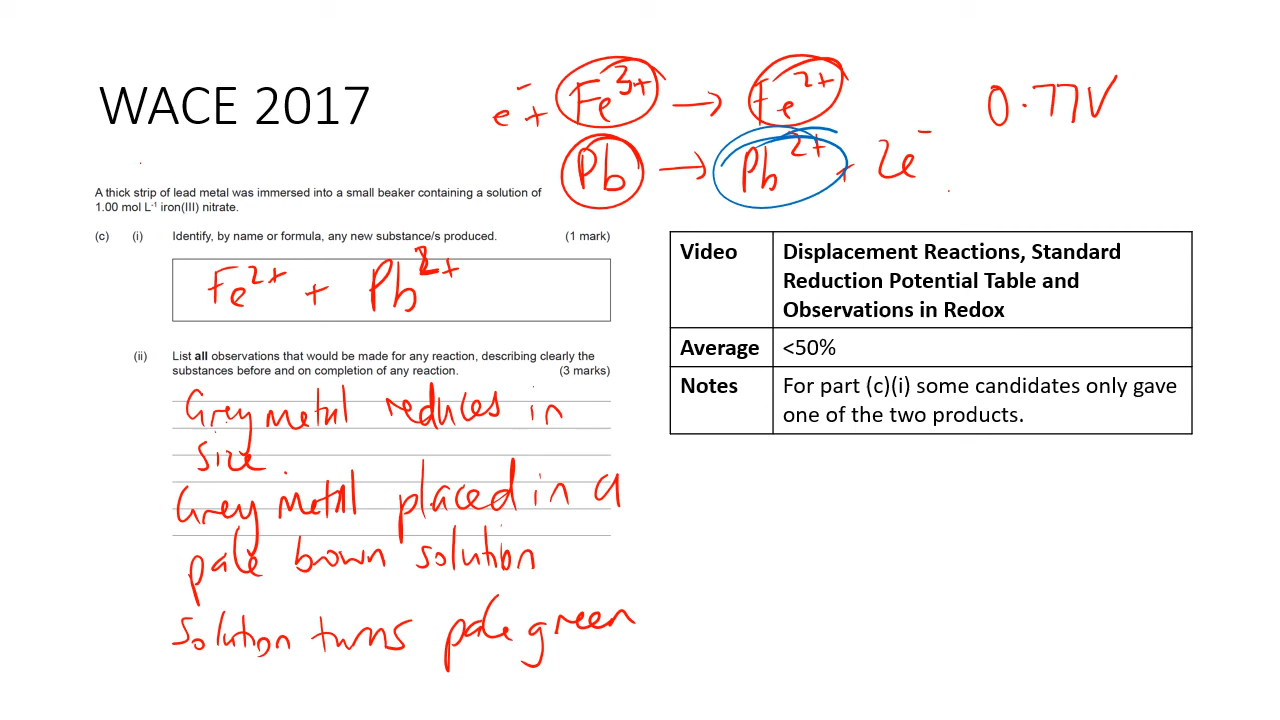 WACE 2017
e⁻ + Fe³⁺ → Fe²⁺ 0.77V
Pb → Pb²⁺ + 2e⁻
A thick strip of lead metal was immersed into a small beaker containing a solution of
1.00 mol L⁻¹ iron(III) nitrate.
(c) (i) Identify, by name or formula, any new substance/s produced. (1 mark)
Fe²⁺ + Pb²⁺
(ii) List all observations that would be made for any reaction, describing clearly the
substances before and on completion of any reaction. (3 marks)
Grey metal reduces in
size
Grey metal placed in a
pale brown solution
Solution turns pale green
Video Displacement Reactions, Standard
Reduction Potential Table and
Observations in Redox
Average <50%
Notes For part (c)(i) some candidates only gave
one of the two products.